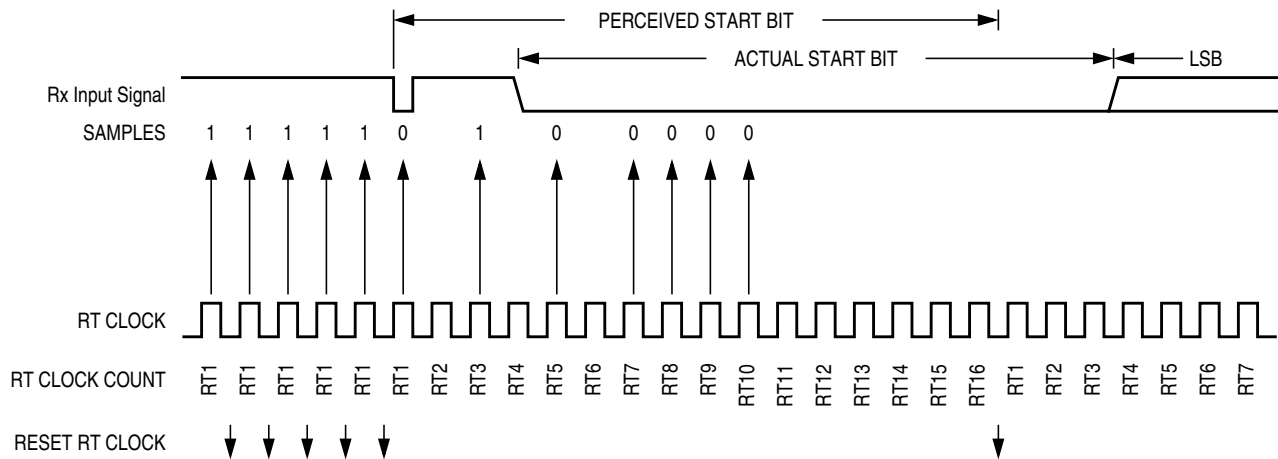 PERCEIVED START BIT
ACTUAL START BIT LSB
Rx Input Signal
SAMPLES 1 1 1 1 1 0 1 0 0 0 0 0
RT CLOCK
RT CLOCK COUNT RT1 RT1 RT1 RT1 RT1 RT1 RT2 RT3 RT4 RT5 RT6 RT7 RT8 RT9 RT10 RT11 RT12 RT13 RT14 RT15 RT16 RT1 RT2 RT3 RT4 RT5 RT6 RT7
RESET RT CLOCK